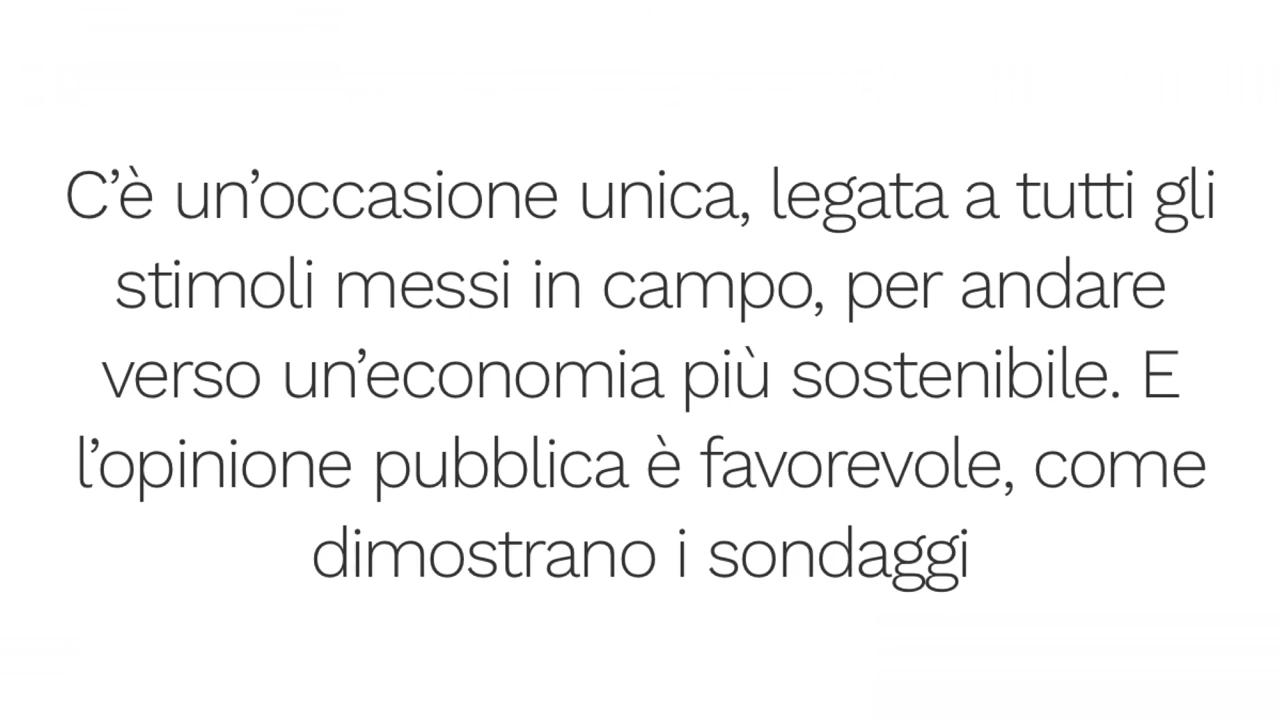 C’è un’occasione unica, legata a tutti gli
stimoli messi in campo, per andare
verso un’economia più sostenibile. E
l’opinione pubblica è favorevole, come
dimostrano i sondaggi